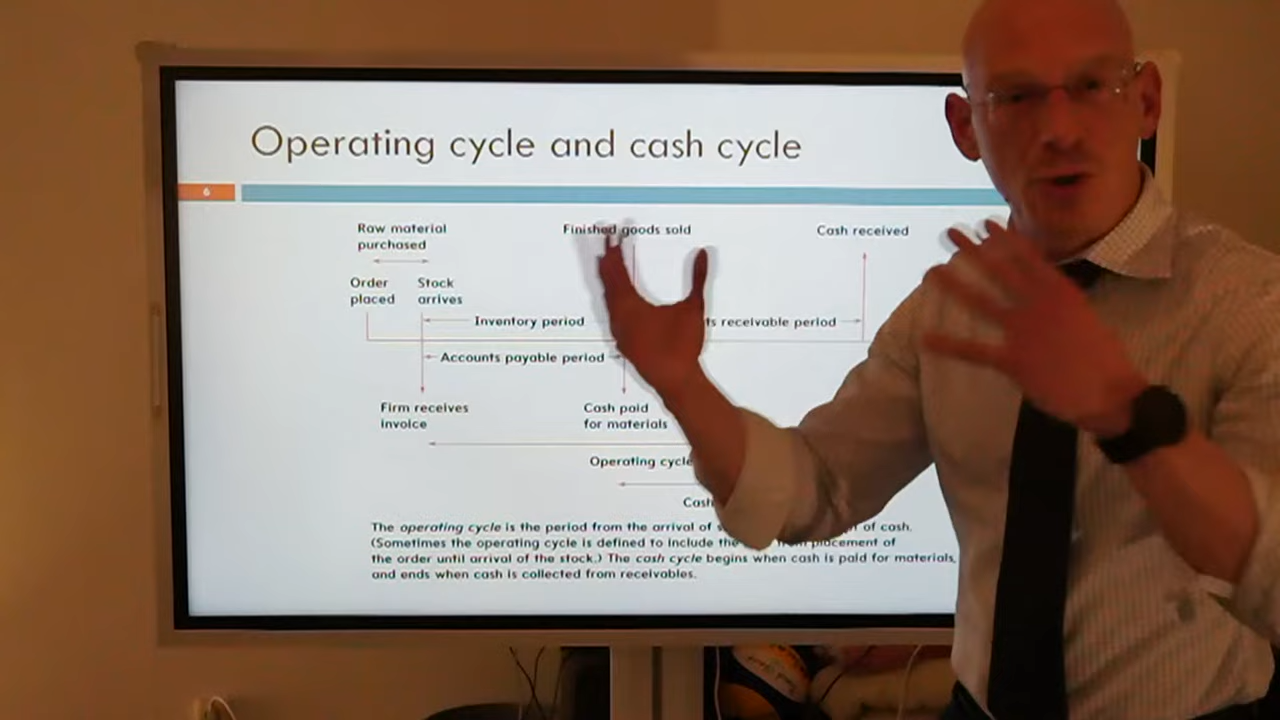 Operating cycle and cash cycle
6
Raw material
purchased
Finished goods sold
Cash received
Order
placed
Stock
arrives
Inventory period
receivable period
Accounts payable period
Firm receives
invoice
Cash paid
for materials
Operating cycle
Cash
The operating cycle is the period from the arrival of of cash.
(Sometimes the operating cycle is defined to include the placement of
the order until arrival of the stock.) The cash cycle begins when cash is paid for materials,
and ends when cash is collected from receivables.